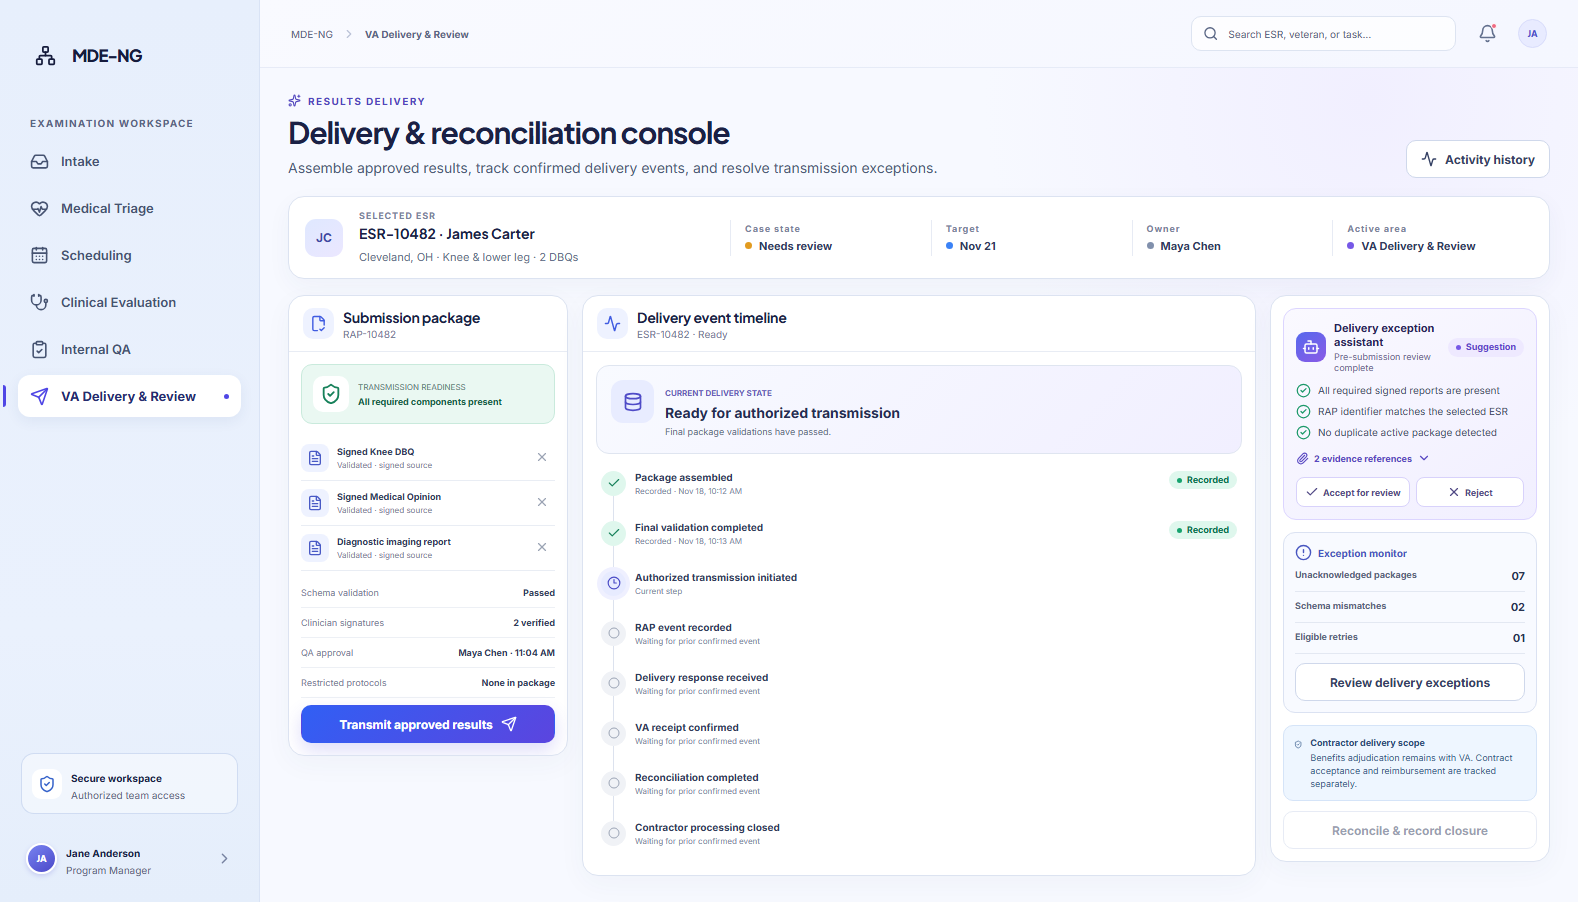 MDE-NG
EXAMINATION WORKSPACE
Intake
Medical Triage
Scheduling
Clinical Evaluation
Internal QA
VA Delivery & Review
Secure workspace
Authorized team access
JA
Jane Anderson
Program Manager
MDE-NG
VA Delivery & Review
Search ESR, veteran, or task...
JA
RESULTS DELIVERY
Delivery & reconciliation console
Assemble approved results, track confirmed delivery events, and resolve transmission exceptions.
Activity history
JC
SELECTED ESR
ESR-10482 · James Carter
Cleveland, OH · Knee & lower leg · 2 DBQs
Case state
Needs review
Target
Nov 21
Owner
Maya Chen
Active area
VA Delivery & Review
Submission package
RAP-10482
TRANSMISSION READINESS
All required components present
Signed Knee DBQ
Validated · signed source
Signed Medical Opinion
Validated · signed source
Diagnostic imaging report
Validated · signed source
Schema validation
Passed
Clinician signatures
2 verified
QA approval
Maya Chen · 11:04 AM
Restricted protocols
None in package
Transmit approved results
Delivery event timeline
ESR-10482 · Ready
CURRENT DELIVERY STATE
Ready for authorized transmission
Final package validations have passed.
Package assembled
Recorded · Nov 18, 10:12 AM
Recorded
Final validation completed
Recorded · Nov 18, 10:13 AM
Recorded
Authorized transmission initiated
Current step
RAP event recorded
Waiting for prior confirmed event
Delivery response received
Waiting for prior confirmed event
VA receipt confirmed
Waiting for prior confirmed event
Reconciliation completed
Waiting for prior confirmed event
Contractor processing closed
Waiting for prior confirmed event
Delivery exception
assistant
Pre-submission review
complete
Suggestion
All required signed reports are present
RAP identifier matches the selected ESR
No duplicate active package detected
2 evidence references
Accept for review
Reject
Exception monitor
Unacknowledged packages
07
Schema mismatches
02
Eligible retries
01
Review delivery exceptions
Contractor delivery scope
Benefits adjudication remains with VA. Contract
acceptance and reimbursement are tracked
separately.
Reconcile & record closure